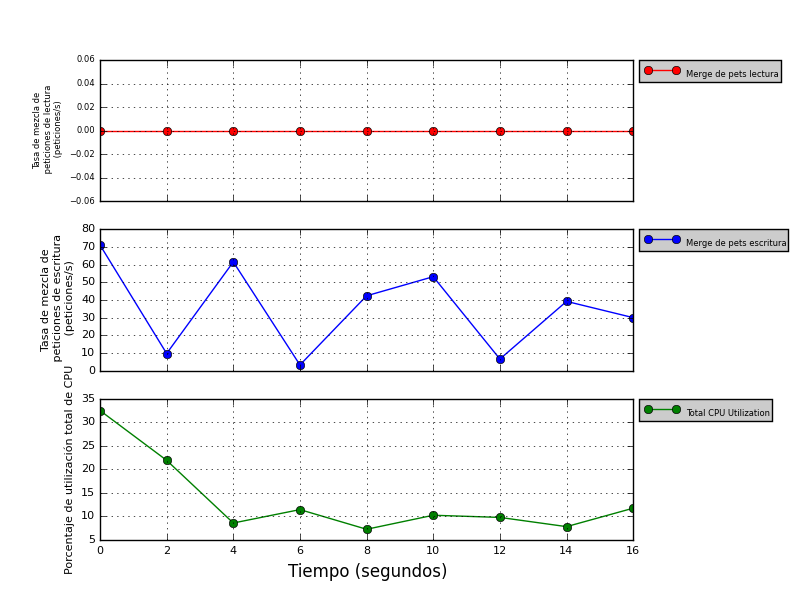 0.06
0.04
0.02
0.00
−0.02
−0.04
−0.06
Tasa de mezcla de
peticiones de lectura
(peticiones/s)
Merge de pets lectura
80
70
60
50
40
30
20
10
0
Tasa de mezcla de
peticiones de escritura
(peticiones/s)
Merge de pets escritura
35
30
25
20
15
10
5
Porcentaje de utilización total de CPU
Total CPU Utilization
0 2 4 6 8 10 12 14 16
Tiempo (segundos)